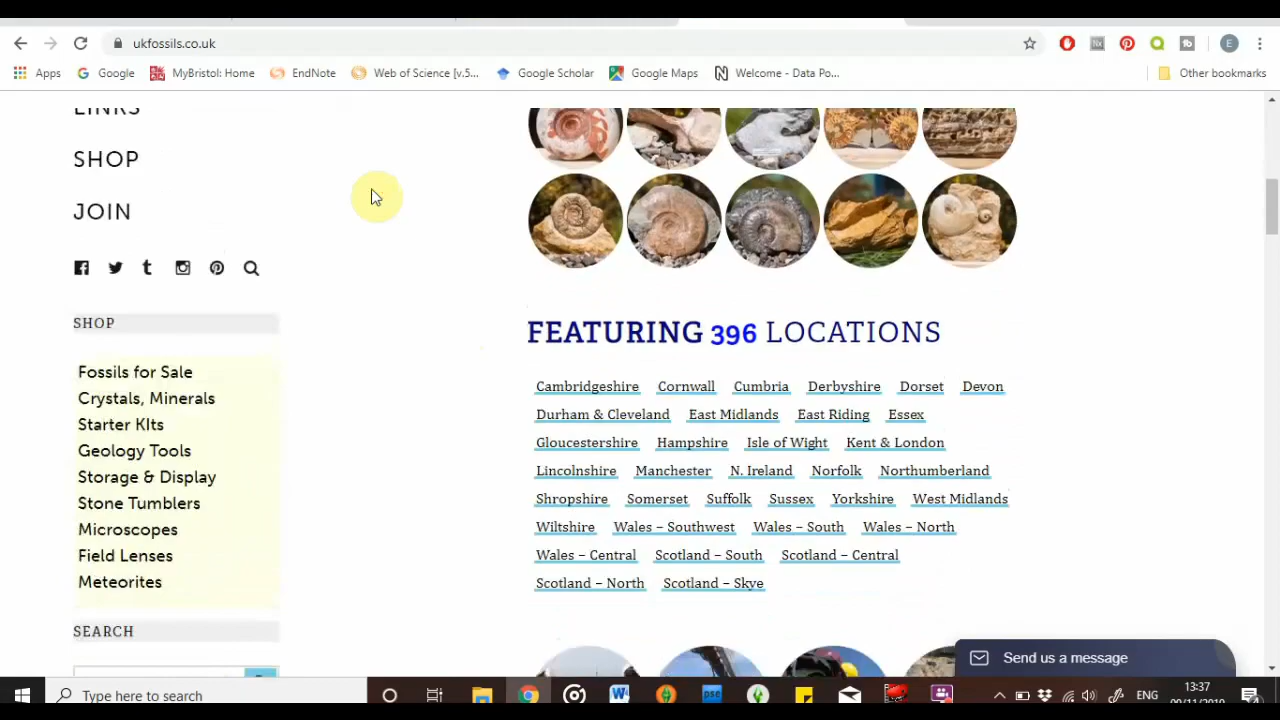 ukfossils.co.uk
Apps Google MyBristol: Home EndNote Web of Science [v.5... Google Scholar Google Maps Welcome - Data Po... Other bookmarks
LINKS
SHOP
JOIN
SHOP
Fossils for Sale
Crystals, Minerals
Starter KIts
Geology Tools
Storage & Display
Stone Tumblers
Microscopes
Field Lenses
Meteorites
SEARCH
FEATURING 396 LOCATIONS
Cambridgeshire Cornwall Cumbria Derbyshire Dorset Devon
Durham & Cleveland East Midlands East Riding Essex
Gloucestershire Hampshire Isle of Wight Kent & London
Lincolnshire Manchester N. Ireland Norfolk Northumberland
Shropshire Somerset Suffolk Sussex Yorkshire West Midlands
Wiltshire Wales – Southwest Wales – South Wales – North
Wales – Central Scotland – South Scotland – Central
Scotland – North Scotland – Skye
Send us a message
Type here to search
ENG
13:37
09/11/2019